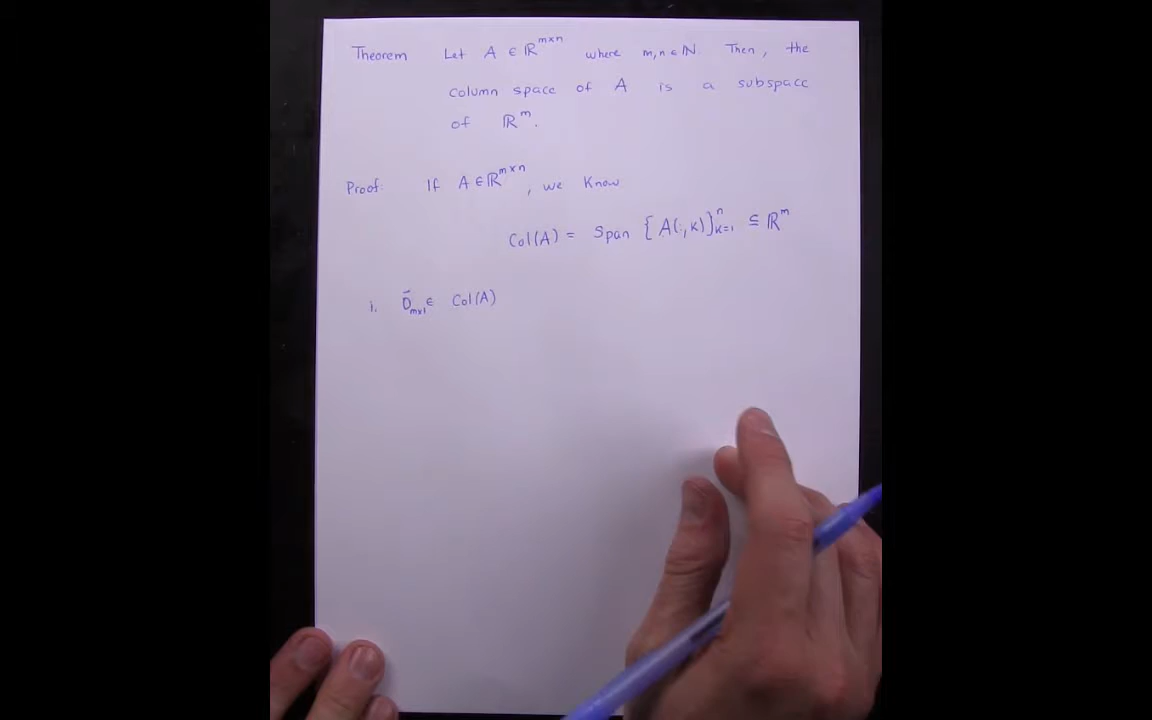 Theorem Let A ∈ ℝ^{m×n} where m,n ∈ ℕ. Then, the
column space of A is a subspace
of ℝ^m.
Proof: If A ∈ ℝ^{m×n}, we know
Col(A) = Span {A(:,k)}_{k=1}^{n} ⊆ ℝ^m
i. 0⃗_{m×1} ∈ Col(A)